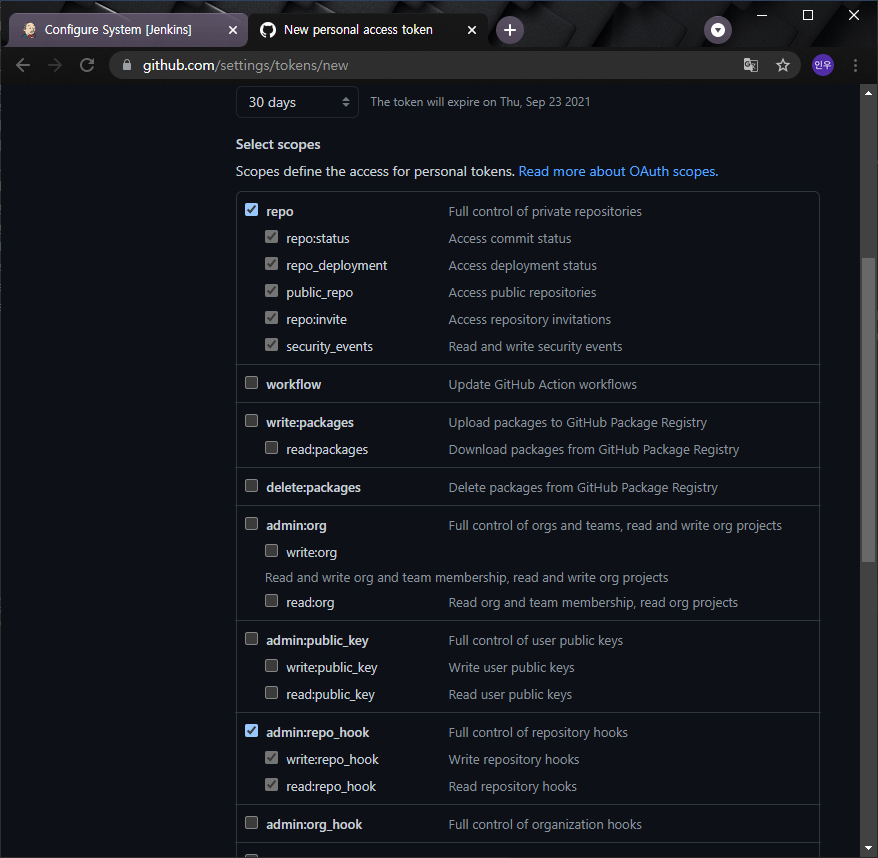 Configure System [Jenkins]
New personal access token
github.com/settings/tokens/new
인우
30 days
The token will expire on Thu, Sep 23 2021
Select scopes
Scopes define the access for personal tokens. Read more about OAuth scopes.
repo Full control of private repositories
repo:status Access commit status
repo_deployment Access deployment status
public_repo Access public repositories
repo:invite Access repository invitations
security_events Read and write security events
workflow Update GitHub Action workflows
write:packages Upload packages to GitHub Package Registry
read:packages Download packages from GitHub Package Registry
delete:packages Delete packages from GitHub Package Registry
admin:org Full control of orgs and teams, read and write org projects
write:org
Read and write org and team membership, read and write org projects
read:org Read org and team membership, read org projects
admin:public_key Full control of user public keys
write:public_key Write user public keys
read:public_key Read user public keys
admin:repo_hook Full control of repository hooks
write:repo_hook Write repository hooks
read:repo_hook Read repository hooks
admin:org_hook Full control of organization hooks